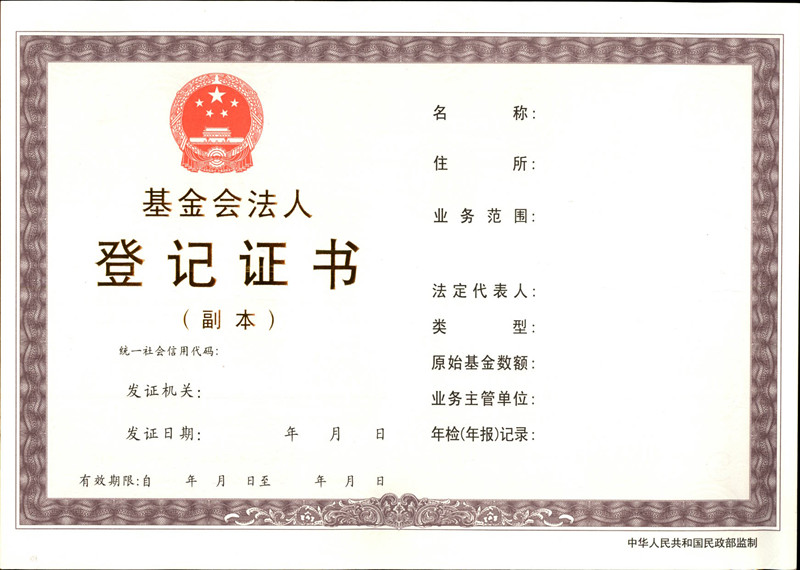 基金会法人
登记证书
(副本)
统一社会信用代码:
发证机关:
发证日期: 年 月 日
有效期限:自 年 月 日至 年 月 日
名称:
住所:
业务范围:
法定代表人:
类型:
原始基金数额:
业务主管单位:
年检(年报)记录:
中华人民共和国民政部监制